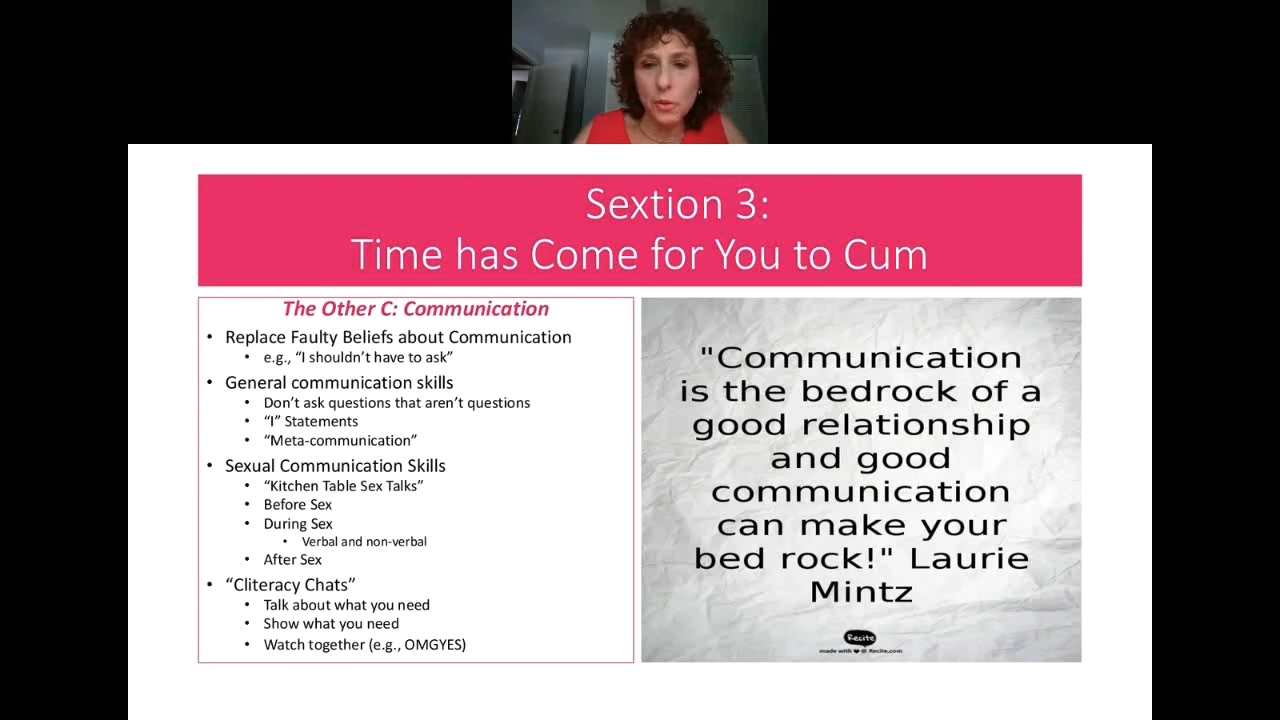 Sextion 3:
Time has Come for You to Cum
The Other C: Communication
• Replace Faulty Beliefs about Communication
• e.g., “I shouldn’t have to ask”
• General communication skills
• Don’t ask questions that aren’t questions
• “I” Statements
• “Meta-communication”
• Sexual Communication Skills
• “Kitchen Table Sex Talks”
• Before Sex
• During Sex
• Verbal and non-verbal
• After Sex
• “Cliteracy Chats”
• Talk about what you need
• Show what you need
• Watch together (e.g., OMGYES)
"Communication
is the bedrock of a
good relationship
and good
communication
can make your
bed rock!" Laurie
Mintz
Recite
made with ❤ @ Recite.com